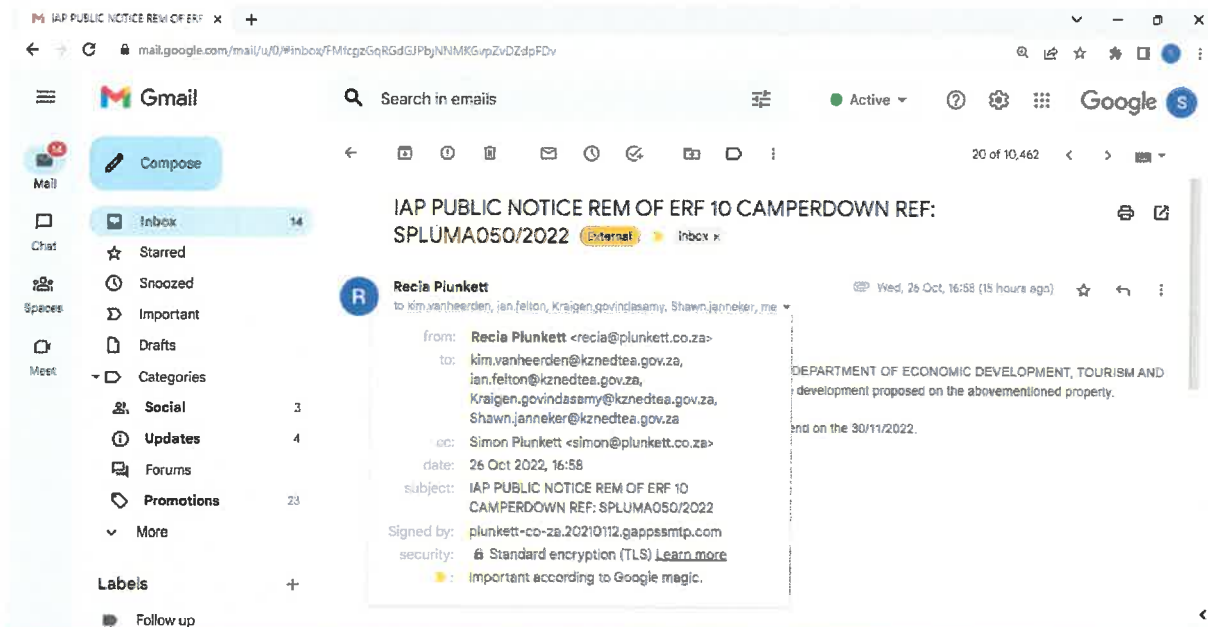 IAP PUBLIC NOTICE REM OF ERF
mail.google.com/mail/u/0/#inbox/
Gmail
Search in emails
Active
Google
S
Mail
Compose
20 of 10,462
Inbox 14
IAP PUBLIC NOTICE REM OF ERF 10 CAMPERDOWN REF:
SPLUMA050/2022 External Inbox x
Chat
Starred
Snoozed
Spaces
R
Recia Plunkett
Wed, 26 Oct, 16:58 (15 hours ago)
to kim.vanheerden, ian.felton, Kraigen.govindasamy, Shawn.janneker, me
Important
from: Recia Plunkett <recia@plunkett.co.za>
Drafts
to: kim.vanheerden@kznedtea.gov.za,
Meet
Categories
ian.felton@kznedtea.gov.za,
DEPARTMENT OF ECONOMIC DEVELOPMENT, TOURISM AND
Kraigen.govindasamy@kznedtea.gov.za,
development proposed on the abovementioned property.
Social 3
Shawn.janneker@kznedtea.gov.za
end on the 30/11/2022.
Updates 4
cc: Simon Plunkett <simon@plunkett.co.za>
Forums
date: 26 Oct 2022, 16:58
subject: IAP PUBLIC NOTICE REM OF ERF 10
Promotions 23
CAMPERDOWN REF: SPLUMA050/2022
More
Signed by: plunkett-co-za.20210112.gappssmtp.com
security: Standard encryption (TLS) Learn more
: Important according to Google magic.
Labels +
Follow up